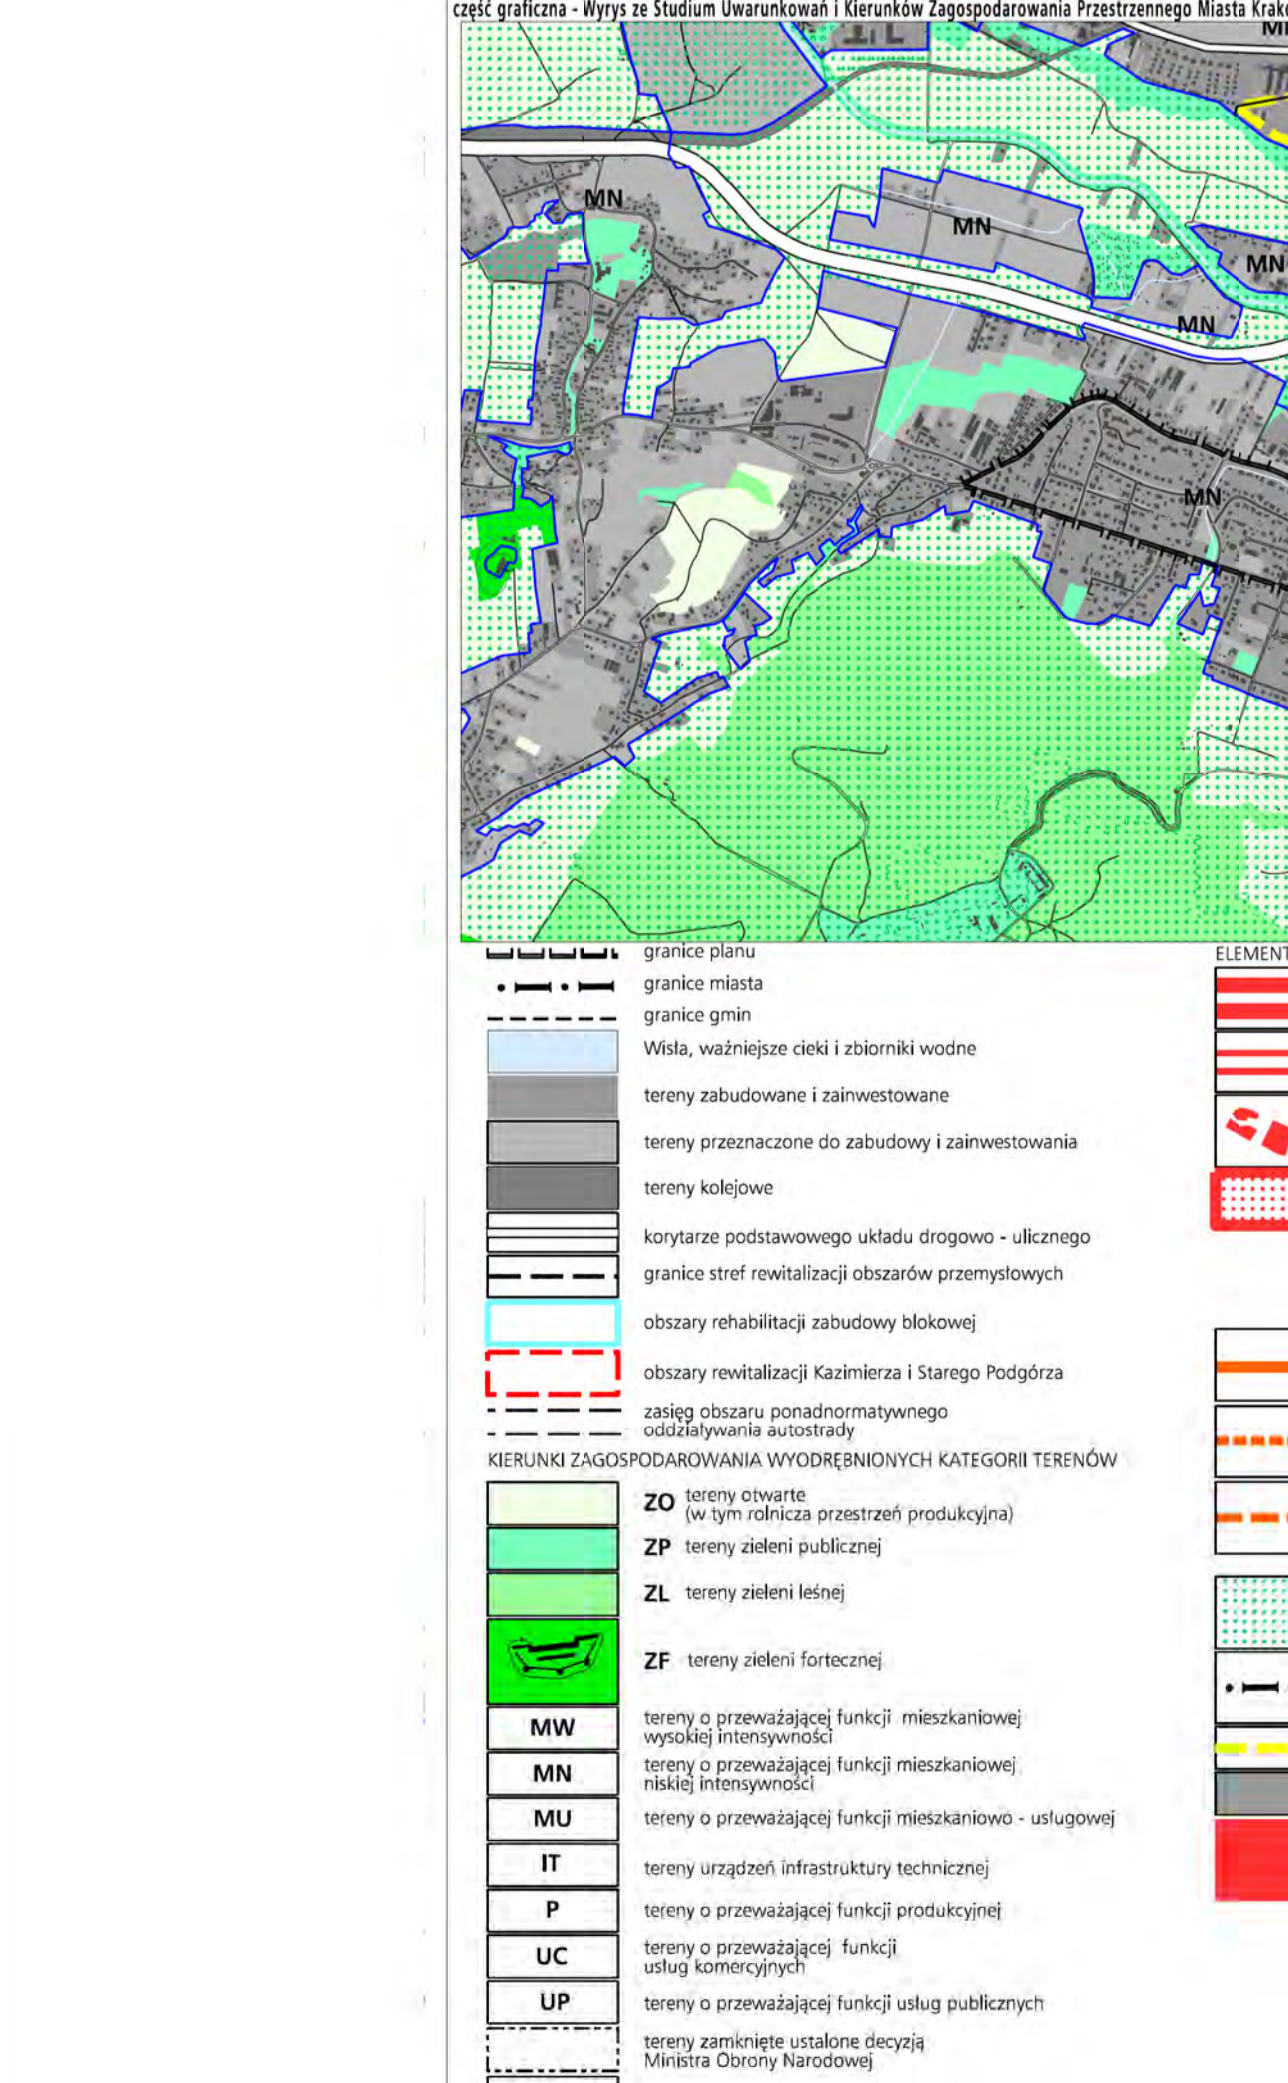 część graficzna - Wyrys ze Studium Uwarunkowań i Kierunków Zagospodarowania Przestrzennego Miasta Krak
MN
MN
MN
MN
MN
granice planu
granice miasta
granice gmin
Wisła, ważniejsze cieki i zbiorniki wodne
tereny zabudowane i zainwestowane
tereny przeznaczone do zabudowy i zainwestowania
tereny kolejowe
korytarze podstawowego układu drogowo - ulicznego
granice stref rewitalizacji obszarów przemysłowych
obszary rehabilitacji zabudowy blokowej
obszary rewitalizacji Kazimierza i Starego Podgórza
zasięg obszaru ponadnormatywnego
oddziaływania autostrady
KIERUNKI ZAGOSPODAROWANIA WYODRĘBNIONYCH KATEGORII TERENÓW
ZO tereny otwarte
(w tym rolnicza przestrzeń produkcyjna)
ZP tereny zieleni publicznej
ZL tereny zieleni leśnej
ZF tereny zieleni fortecznej
MW tereny o przeważającej funkcji mieszkaniowej
wysokiej intensywności
MN tereny o przeważającej funkcji mieszkaniowej
niskiej intensywności
MU tereny o przeważającej funkcji mieszkaniowo - usługowej
IT tereny urządzeń infrastruktury technicznej
P tereny o przeważającej funkcji produkcyjnej
UC tereny o przeważającej funkcji
usług komercyjnych
UP tereny o przeważającej funkcji usług publicznych
tereny zamknięte ustalone decyzją
Ministra Obrony Narodowej
ELEMENT